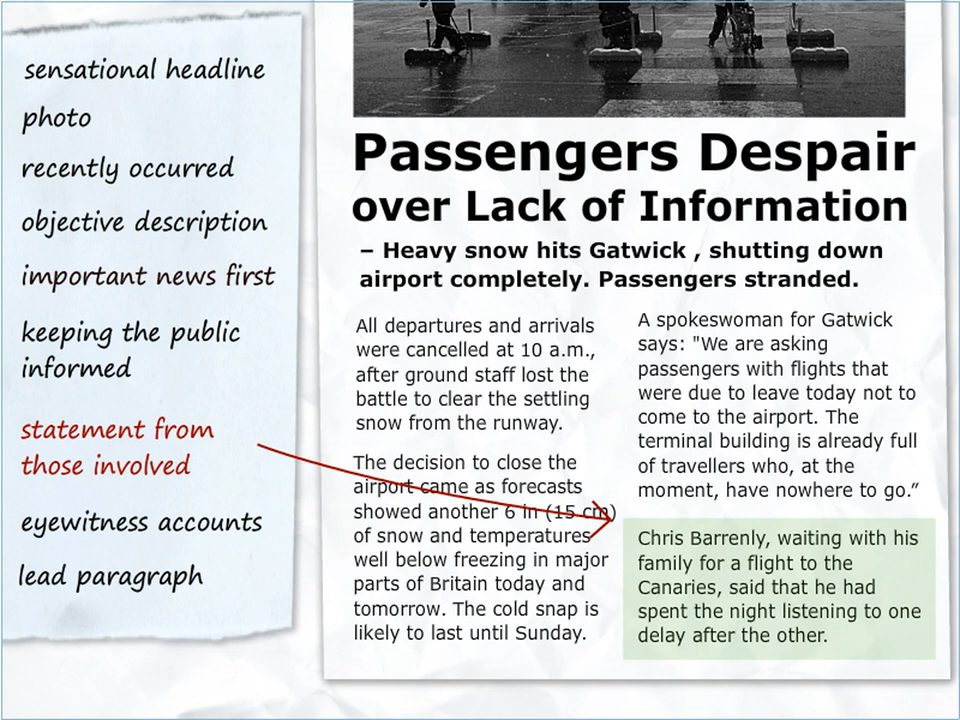 sensational headline
photo
recently occurred
objective description
important news first
keeping the public
informed
statement from
those involved
eyewitness accounts
lead paragraph
Passengers Despair
over Lack of Information
– Heavy snow hits Gatwick , shutting down
airport completely. Passengers stranded.
All departures and arrivals
were cancelled at 10 a.m.,
after ground staff lost the
battle to clear the settling
snow from the runway.
The decision to close the
airport came as forecasts
showed another 6 in (15 cm)
of snow and temperatures
well below freezing in major
parts of Britain today and
tomorrow. The cold snap is
likely to last until Sunday.
A spokeswoman for Gatwick
says: "We are asking
passengers with flights that
were due to leave today not to
come to the airport. The
terminal building is already full
of travellers who, at the
moment, have nowhere to go.”
Chris Barrenly, waiting with his
family for a flight to the
Canaries, said that he had
spent the night listening to one
delay after the other.